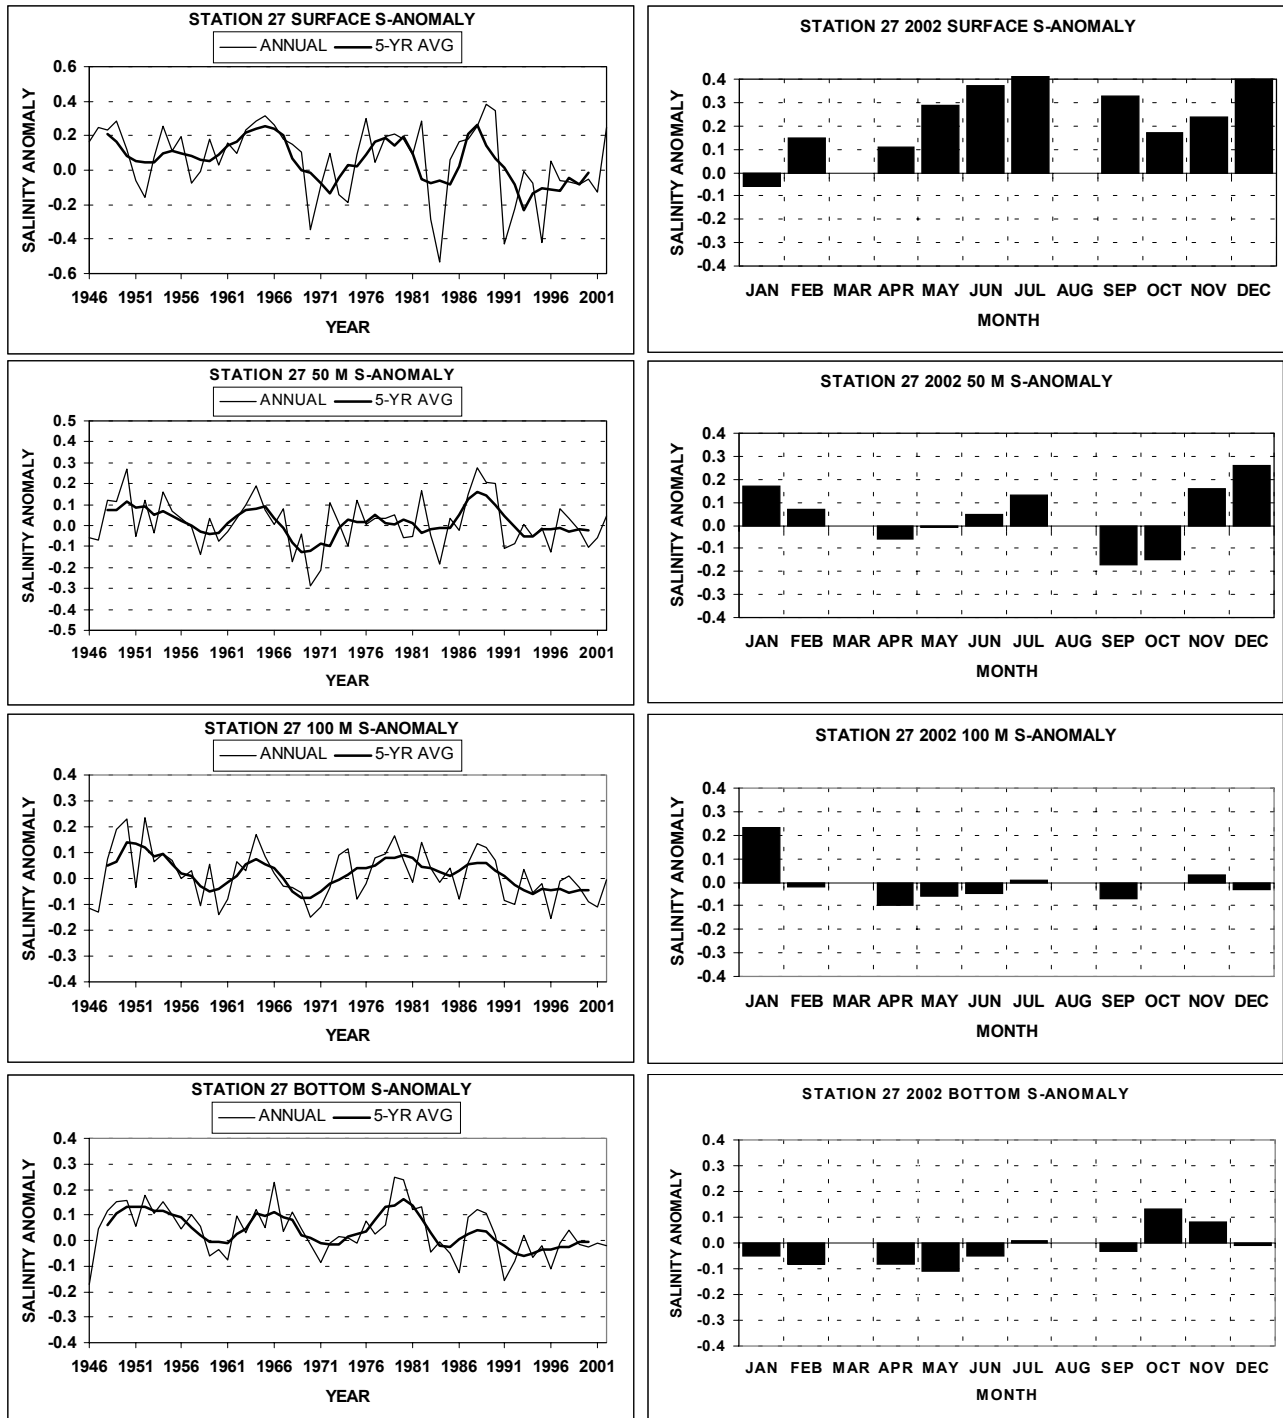 STATION 27 SURFACE S-ANOMALY
ANNUAL 5-YR AVG
SALINITY ANOMALY
0.6
0.4
0.2
0.0
-0.2
-0.4
-0.6
1946 1951 1956 1961 1966 1971 1976 1981 1986 1991 1996 2001
YEAR
STATION 27 2002 SURFACE S-ANOMALY
SALINITY ANOMALY
0.4
0.3
0.2
0.1
0.0
-0.1
-0.2
-0.3
-0.4
JAN FEB MAR APR MAY JUN JUL AUG SEP OCT NOV DEC
MONTH
STATION 27 50 M S-ANOMALY
ANNUAL 5-YR AVG
SALINITY ANOMALY
0.5
0.4
0.3
0.2
0.1
0.0
-0.1
-0.2
-0.3
-0.4
-0.5
1946 1951 1956 1961 1966 1971 1976 1981 1986 1991 1996 2001
YEAR
STATION 27 2002 50 M S-ANOMALY
SALINITY ANOMALY
0.4
0.3
0.2
0.1
0.0
-0.1
-0.2
-0.3
-0.4
JAN FEB MAR APR MAY JUN JUL AUG SEP OCT NOV DEC
MONTH
STATION 27 100 M S-ANOMALY
ANNUAL 5-YR AVG
SALINITY ANOMALY
0.4
0.3
0.2
0.1
0.0
-0.1
-0.2
-0.3
-0.4
1946 1951 1956 1961 1966 1971 1976 1981 1986 1991 1996 2001
YEAR
STATION 27 2002 100 M S-ANOMALY
SALINITY ANOMALY
0.4
0.3
0.2
0.1
0.0
-0.1
-0.2
-0.3
-0.4
JAN FEB MAR APR MAY JUN JUL AUG SEP OCT NOV DEC
MONTH
STATION 27 BOTTOM S-ANOMALY
ANNUAL 5-YR AVG
SALINITY ANOMALY
0.4
0.3
0.2
0.1
0.0
-0.1
-0.2
-0.3
-0.4
1946 1951 1956 1961 1966 1971 1976 1981 1986 1991 1996 2001
YEAR
STATION 27 2002 BOTTOM S-ANOMALY
SALINITY ANOMALY
0.4
0.3
0.2
0.1
0.0
-0.1
-0.2
-0.3
-0.4
JAN FEB MAR APR MAY JUN JUL AUG SEP OCT NOV DEC
MONTH